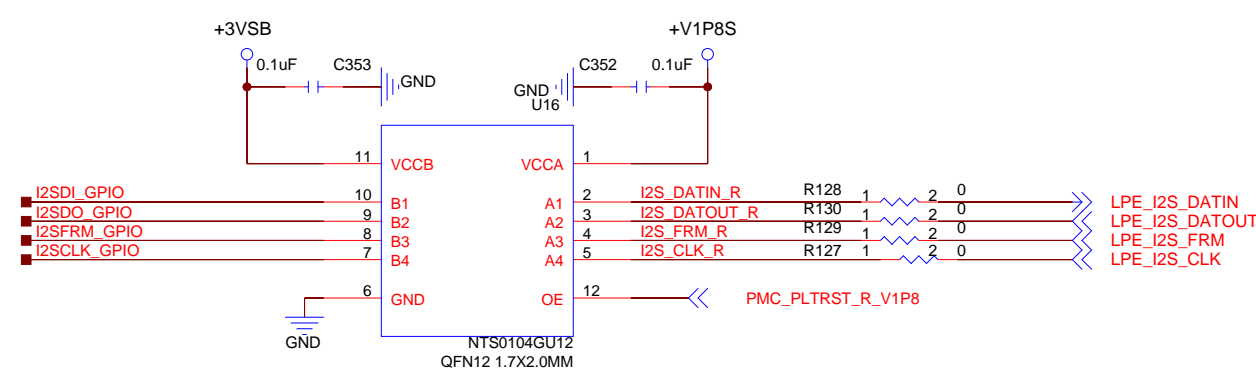 +3VSB +V1P8S
0.1uF C353 GND C352 0.1uF
GND
U16
11 VCCB VCCA 1
I2SDI_GPIO 10 B1 A1 2 I2S_DATIN_R R128 1 2 0 LPE_I2S_DATIN
I2SDO_GPIO 9 B2 A2 3 I2S_DATOUT_R R130 1 2 0 LPE_I2S_DATOUT
I2SFRM_GPIO 8 B3 A3 4 I2S_FRM_R R129 1 2 0 LPE_I2S_FRM
I2SCLK_GPIO 7 B4 A4 5 I2S_CLK_R R127 1 2 0 LPE_I2S_CLK
6 GND OE 12 PMC_PLTRST_R_V1P8
GND NTS0104GU12
QFN12 1.7X2.0MM